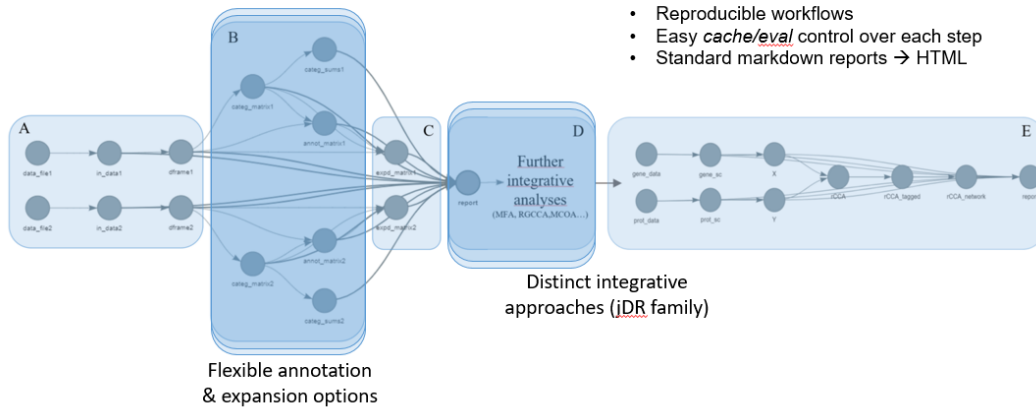 • Reproducible workflows
• Easy cache/eval control over each step
• Standard markdown reports → HTML
A
data_file1
in_data1
dframe1
data_file2
in_data2
dframe2
B
categ_sums1
categ_matrix1
annot_matrix1
annot_matrix2
categ_matrix2
categ_sums2
C
expd_matrix1
expd_matrix2
report
D
Further
integrative
analyses
(MFA, RGCCA,MCOA…)
E
gene_data
gene_sc
X
prot_data
prot_sc
Y
rCCA
rCCA_tagged
rCCA_network
report
Distinct integrative
approaches (jDR family)
Flexible annotation
& expansion options